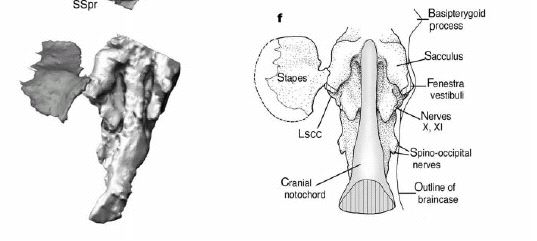 SSpr
f
Basipterygoid
process
Sacculus
Stapes
Fenestra
vestibuli
Nerves
X, XI
Lscc
Spino-occipital
nerves
Cranial
notochord
Outline of
braincase